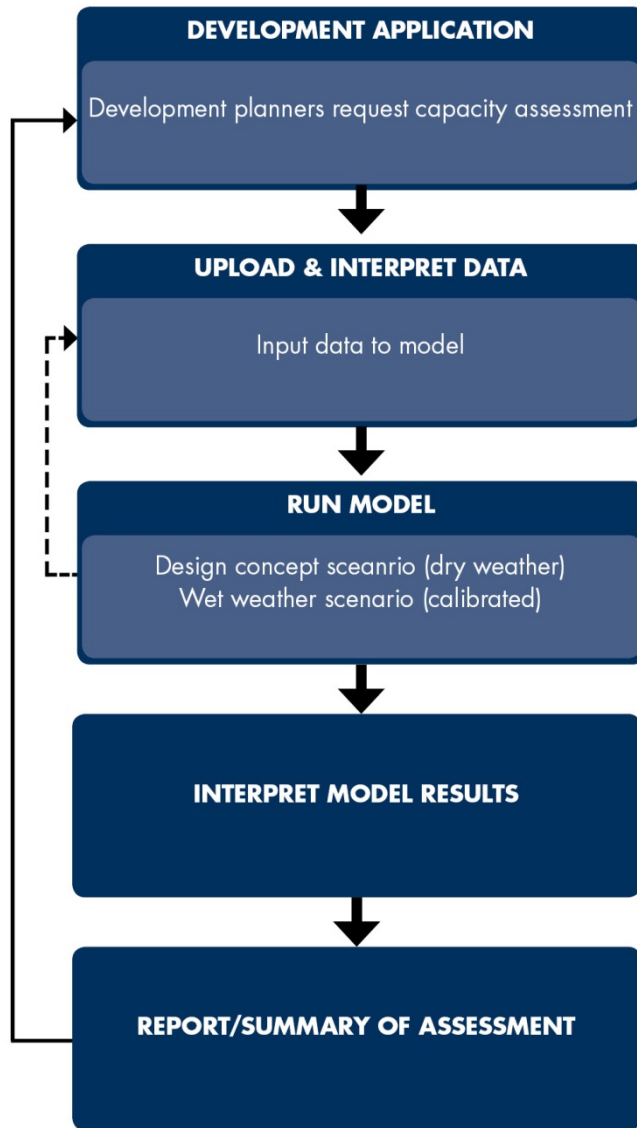 DEVELOPMENT APPLICATION
Development planners request capacity assessment
UPLOAD & INTERPRET DATA
Input data to model
RUN MODEL
Design concept sceanrio (dry weather)
Wet weather scenario (calibrated)
INTERPRET MODEL RESULTS
REPORT/SUMMARY OF ASSESSMENT